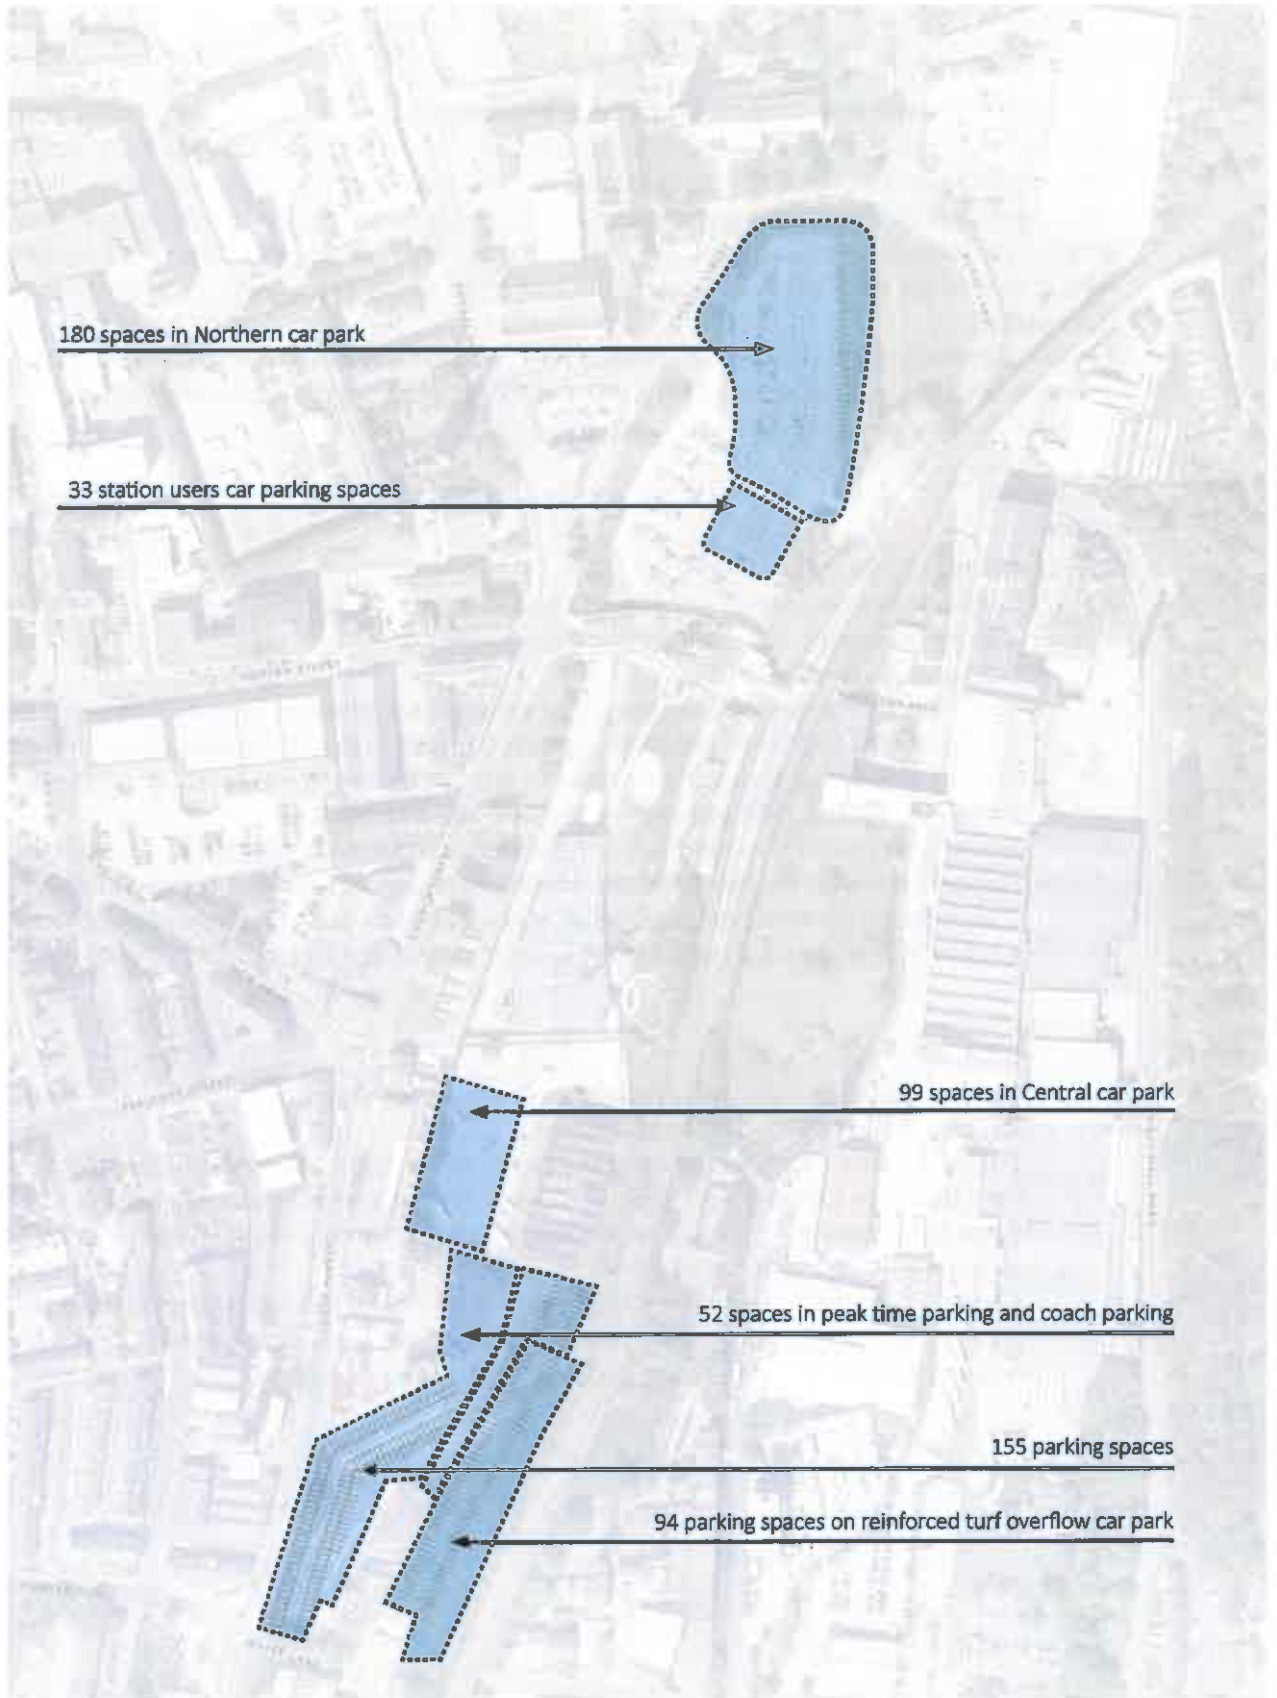 180 spaces in Northern car park
33 station users car parking spaces
99 spaces in Central car park
52 spaces in peak time parking and coach parking
155 parking spaces
94 parking spaces on reinforced turf overflow car park